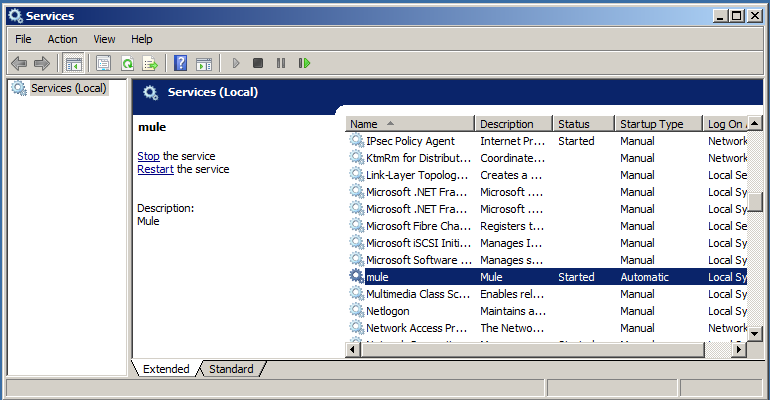 Services
File Action View Help
Services (Local)
Services (Local)
mule
Stop the service
Restart the service
Description:
Mule
Name Description Status Startup Type Log On
IPsec Policy Agent Internet Pr... Started Manual Network
KtmRm for Distribut... Coordinate... Manual Network
Link-Layer Topolog... Creates a ... Manual Local Se
Microsoft .NET Fra... Microsoft .... Manual Local Sy
Microsoft .NET Fra... Microsoft .... Manual Local Sy
Microsoft Fibre Cha... Registers t... Manual Local Se
Microsoft iSCSI Initi... Manages I... Manual Local Sy
Microsoft Software ... Manages s... Manual Local Sy
mule Mule Started Automatic Local Sy
Multimedia Class Sc... Enables rel... Manual Local Sy
Netlogon Maintains a... Manual Local Sy
Network Access Pr... The Netwo... Manual Network
Extended Standard